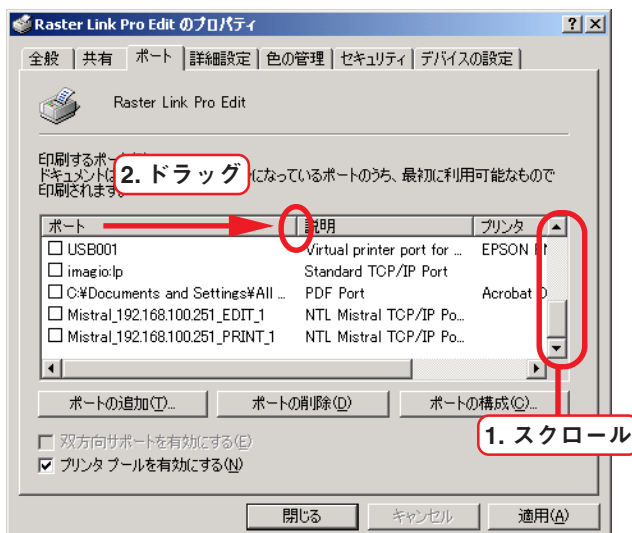 Raster Link Pro Edit のプロパティ
全般 共有 ポート 詳細設定 色の管理 セキュリティ デバイスの設定
Raster Link Pro Edit
印刷するポー
ドキュメントは になっているポートのうち、最初に利用可能なもので
印刷されます。
2. ドラッグ
ポート 説明 プリンタ
USB001 Virtual printer port for ... EPSON
imagio:lp Standard TCP/IP Port
C:¥Documents and Settings¥All ... PDF Port Acrobat
Mistral_192.168.100.251_EDIT_1 NTL Mistral TCP/IP Po...
Mistral_192.168.100.251_PRINT_1 NTL Mistral TCP/IP Po...
ポートの追加(T)... ポートの削除(D) ポートの構成(C)...
1. スクロール
双方向サポートを有効にする(E)
プリンタ プールを有効にする(N)
閉じる キャンセル 適用(A)